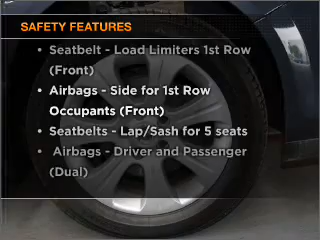 SAFETY FEATURES
• Seatbelt - Load Limiters 1st Row
(Front)
• Airbags - Side for 1st Row
Occupants (Front)
• Seatbelts - Lap/Sash for 5 seats
• Airbags - Driver and Passenger
(Dual)